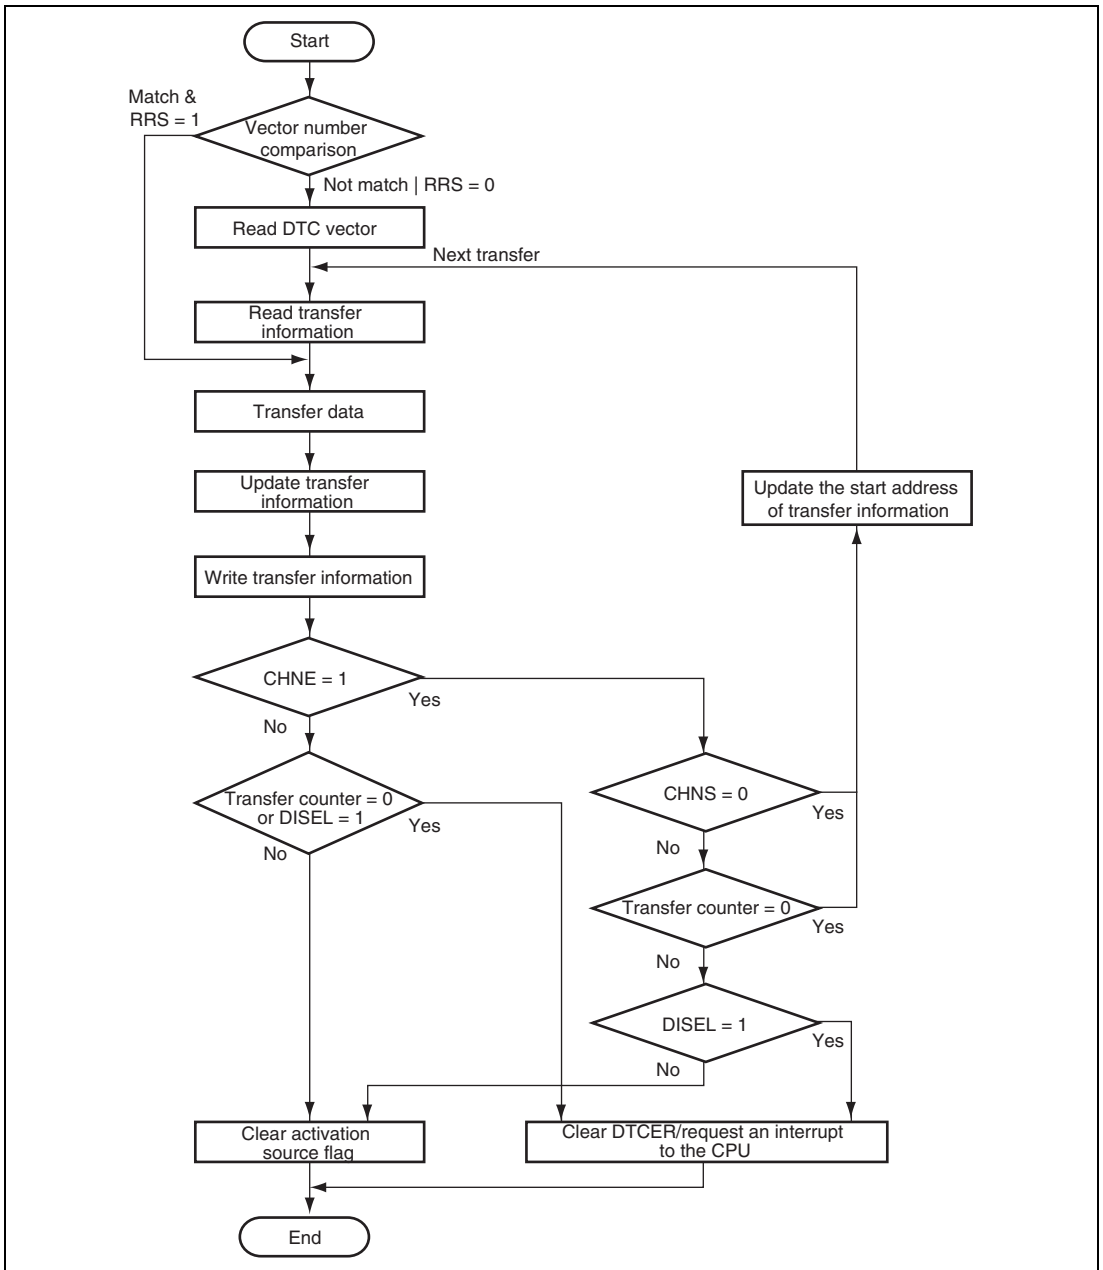 Start
Match &
RRS = 1
Vector number
comparison
Not match | RRS = 0
Read DTC vector
Next transfer
Read transfer
information
Transfer data
Update transfer
information
Update the start address
of transfer information
Write transfer information
CHNE = 1
Yes
No
Transfer counter = 0
or DISEL = 1
Yes
No
CHNS = 0
Yes
No
Transfer counter = 0
Yes
No
DISEL = 1
Yes
No
Clear activation
source flag
Clear DTCER/request an interrupt
to the CPU
End